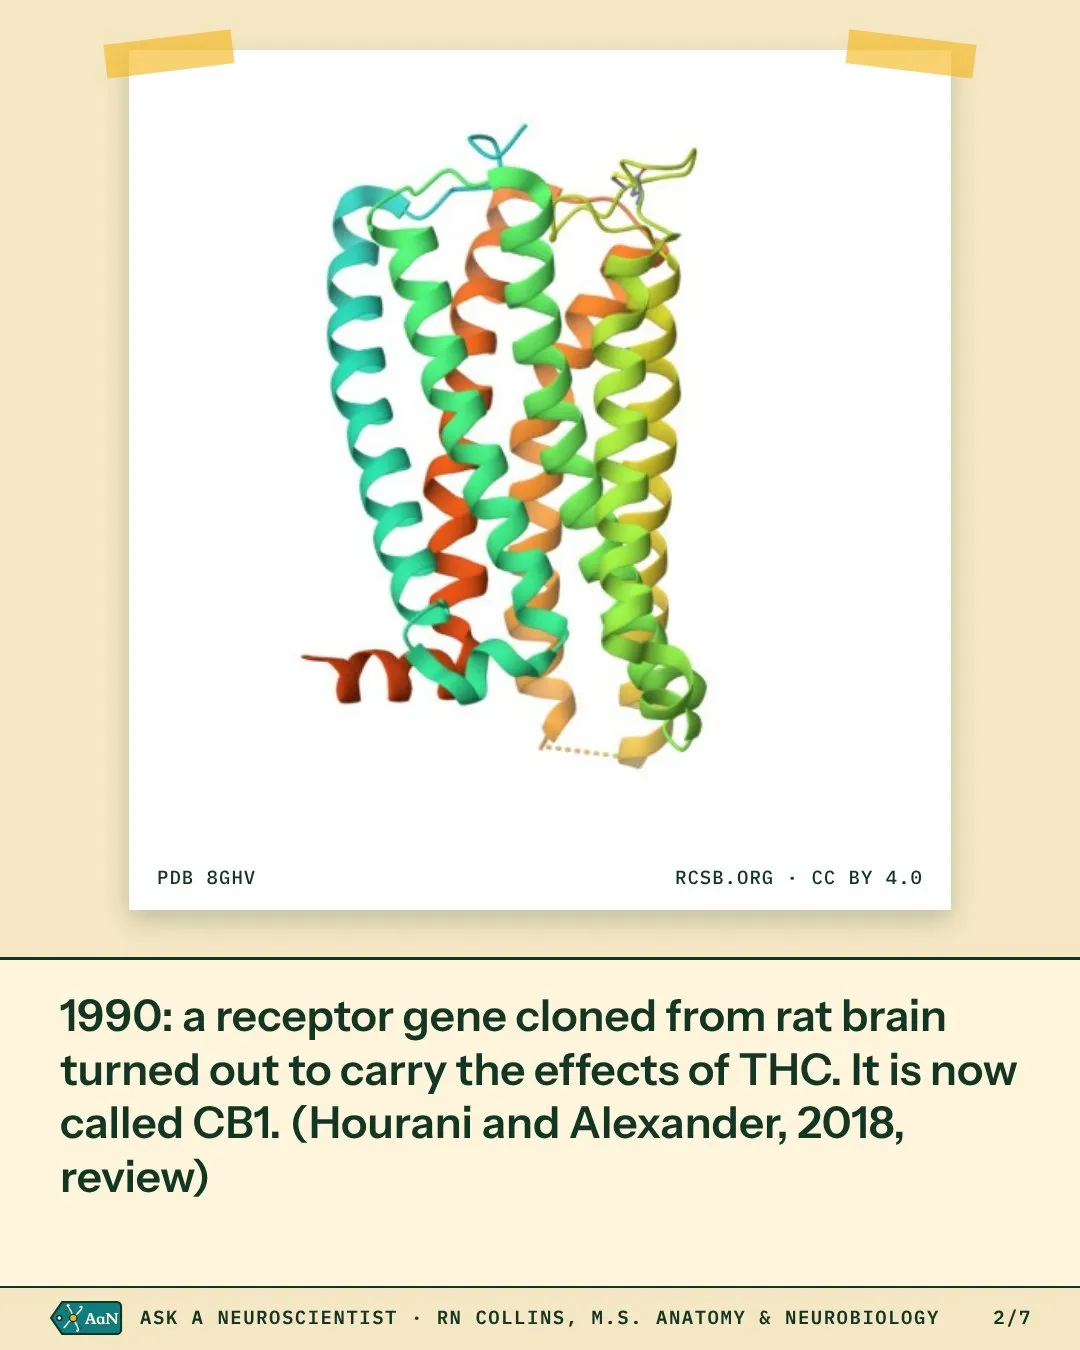 PDB 8GHV
RCSB.ORG · CC BY 4.0
1990: a receptor gene cloned from rat brain
turned out to carry the effects of THC. It is now
called CB1. (Hourani and Alexander, 2018,
review)
AaN
ASK A NEUROSCIENTIST · RN COLLINS, M.S. ANATOMY & NEUROBIOLOGY
2/7